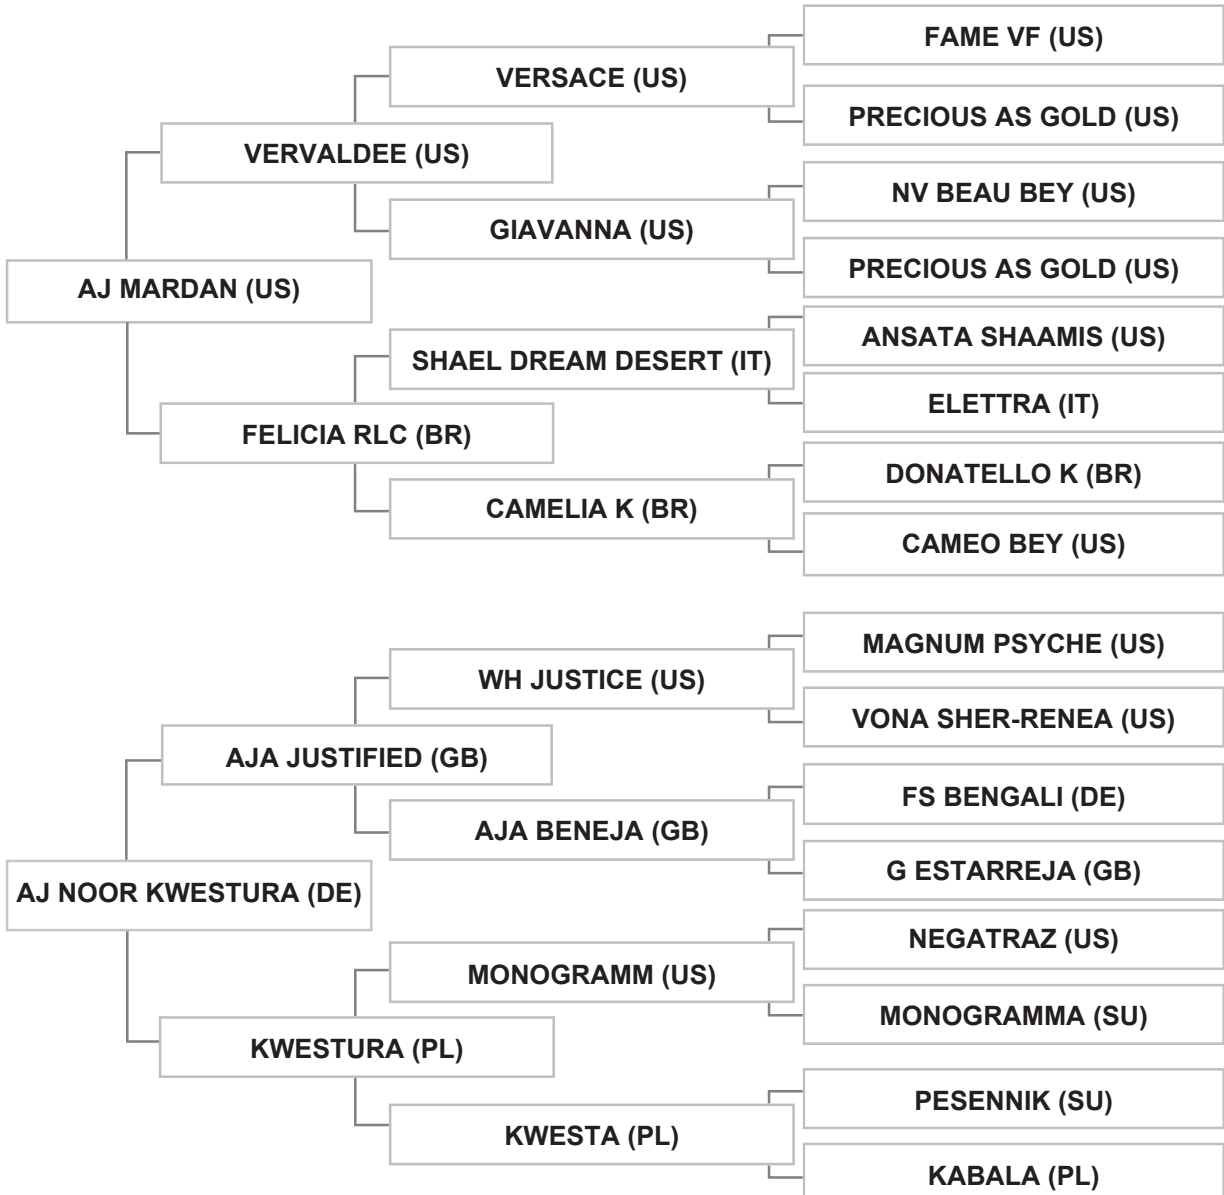 FAME VF (US)
VERSACE (US)
PRECIOUS AS GOLD (US)
VERVALDEE (US)
NV BEAU BEY (US)
GIAVANNA (US)
PRECIOUS AS GOLD (US)
AJ MARDAN (US)
ANSATA SHAAMIS (US)
SHAEL DREAM DESERT (IT)
ELETTRA (IT)
FELICIA RLC (BR)
DONATELLO K (BR)
CAMELIA K (BR)
CAMEO BEY (US)
MAGNUM PSYCHE (US)
WH JUSTICE (US)
VONA SHER-RENEA (US)
AJA JUSTIFIED (GB)
FS BENGALI (DE)
AJA BENEJA (GB)
G ESTARREJA (GB)
AJ NOOR KWESTURA (DE)
NEGATRAZ (US)
MONOGRAMM (US)
MONOGRAMMA (SU)
KWESTURA (PL)
PESENNIK (SU)
KWESTA (PL)
KABALA (PL)